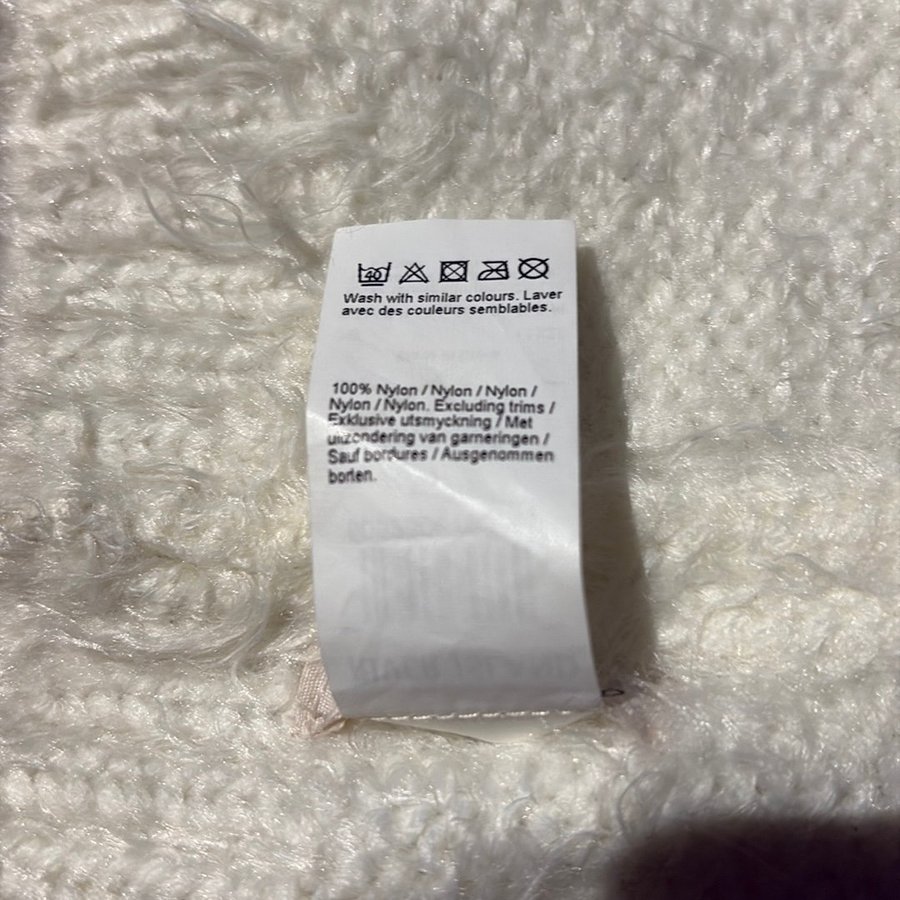 40
Wash with similar colours. Laver
avec des couleurs semblables.
100% Nylon / Nylon / Nylon /
Nylon / Nylon. Excluding trims /
Exklusive utsmyckning / Met
uitzondering van garneringen /
Sauf bordures / Ausgenommen
borten.